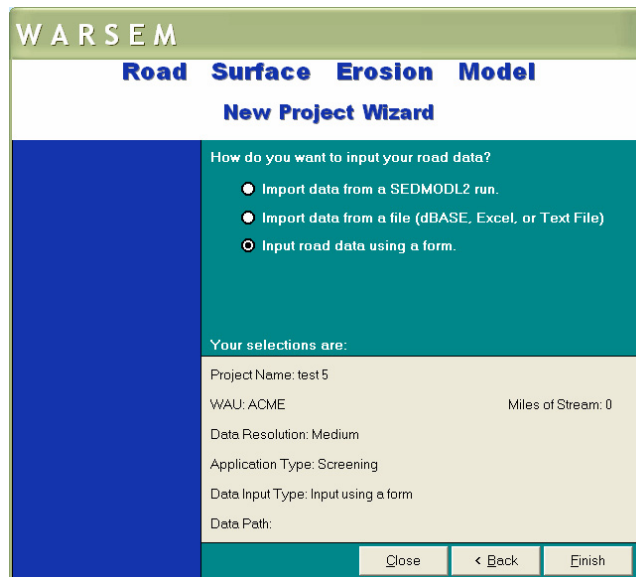 WARSEM
Road Surface Erosion Model
New Project Wizard
How do you want to input your road data?
Import data from a SEDMODL2 run.
Import data from a file (dBASE, Excel, or Text File)
Input road data using a form.
Your selections are:
Project Name: test 5
WAU: ACME Miles of Stream: 0
Data Resolution: Medium
Application Type: Screening
Data Input Type: Input using a form
Data Path:
Close < Back Finish